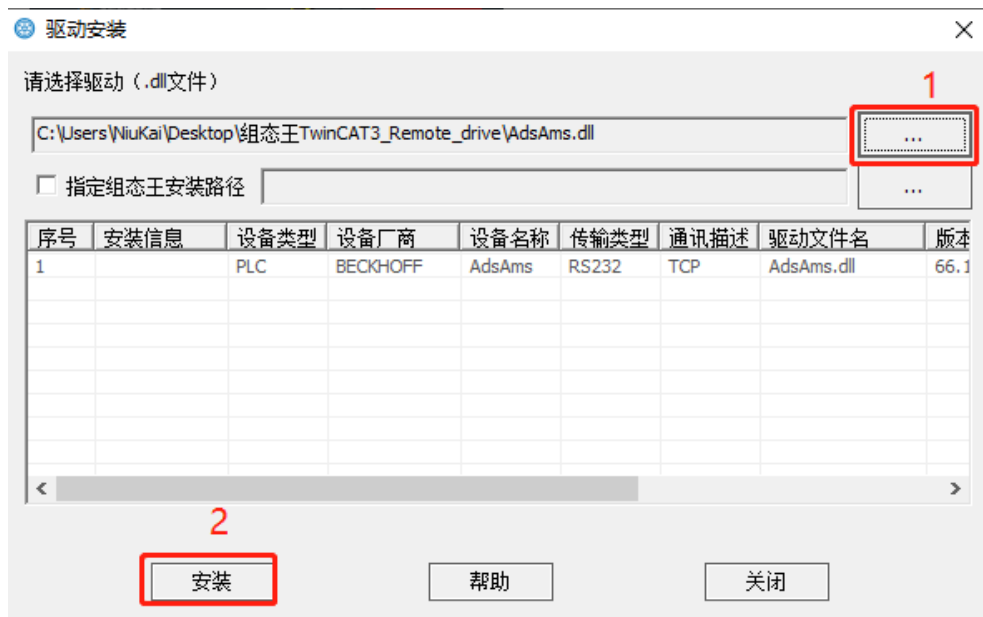 驱动安装
请选择驱动（.dll文件）
1
C:\Users\NiuKai\Desktop\组态王TwinCAT3_Remote_drive\AdsAms.dll
...
指定组态王安装路径
...
序号 安装信息 设备类型 设备厂商 设备名称 传输类型 通讯描述 驱动文件名 版本
1 PLC BECKHOFF AdsAms RS232 TCP AdsAms.dll 66.1
2
安装 帮助 关闭